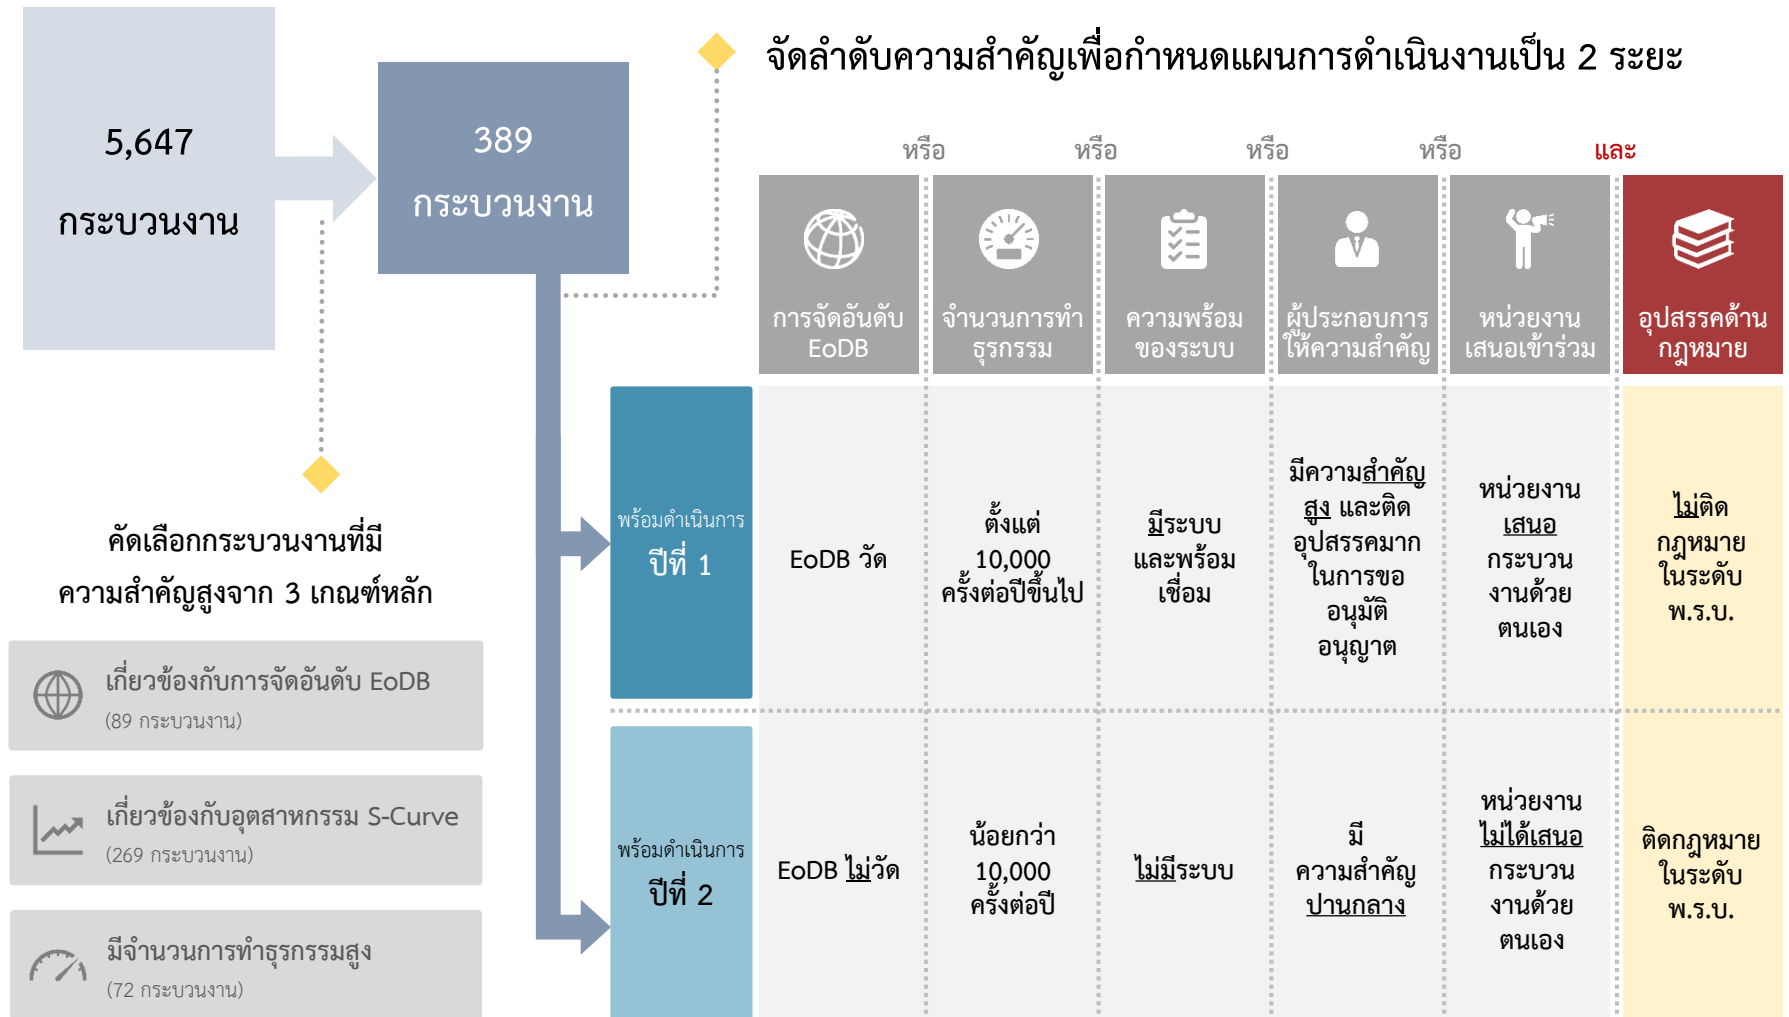 จัดลำดับความสำคัญเพื่อกำหนดแผนการดำเนินงานเป็น 2 ระยะ
5,647
กระบวนงาน
389
กระบวนงาน
หรือ
หรือ
หรือ
หรือ
และ
การจัดอันดับ
EoDB
จำนวนการทำ
ธุรกรรม
ความพร้อม
ของระบบ
ผู้ประกอบการ
ให้ความสำคัญ
หน่วยงาน
เสนอเข้าร่วม
อุปสรรคด้าน
กฎหมาย
คัดเลือกกระบวนงานที่มี
ความสำคัญสูงจาก 3 เกณฑ์หลัก
เกี่ยวข้องกับการจัดอันดับ EoDB
(89 กระบวนงาน)
เกี่ยวข้องกับอุตสาหกรรม S-Curve
(269 กระบวนงาน)
มีจำนวนการทำธุรกรรมสูง
(72 กระบวนงาน)
พร้อมดำเนินการ
ปีที่ 1
EoDB วัด
ตั้งแต่
10,000
ครั้งต่อปีขึ้นไป
มีระบบ
และพร้อม
เชื่อม
มีความสำคัญ
สูง และติด
อุปสรรคมาก
ในการขอ
อนุมัติ
อนุญาต
หน่วยงาน
เสนอ
กระบวน
งานด้วย
ตนเอง
ไม่ติด
กฎหมาย
ในระดับ
พ.ร.บ.
พร้อมดำเนินการ
ปีที่ 2
EoDB ไม่วัด
น้อยกว่า
10,000
ครั้งต่อปี
ไม่มีระบบ
มี
ความสำคัญ
ปานกลาง
หน่วยงาน
ไม่ได้เสนอ
กระบวน
งานด้วย
ตนเอง
ติดกฎหมาย
ในระดับ
พ.ร.บ.